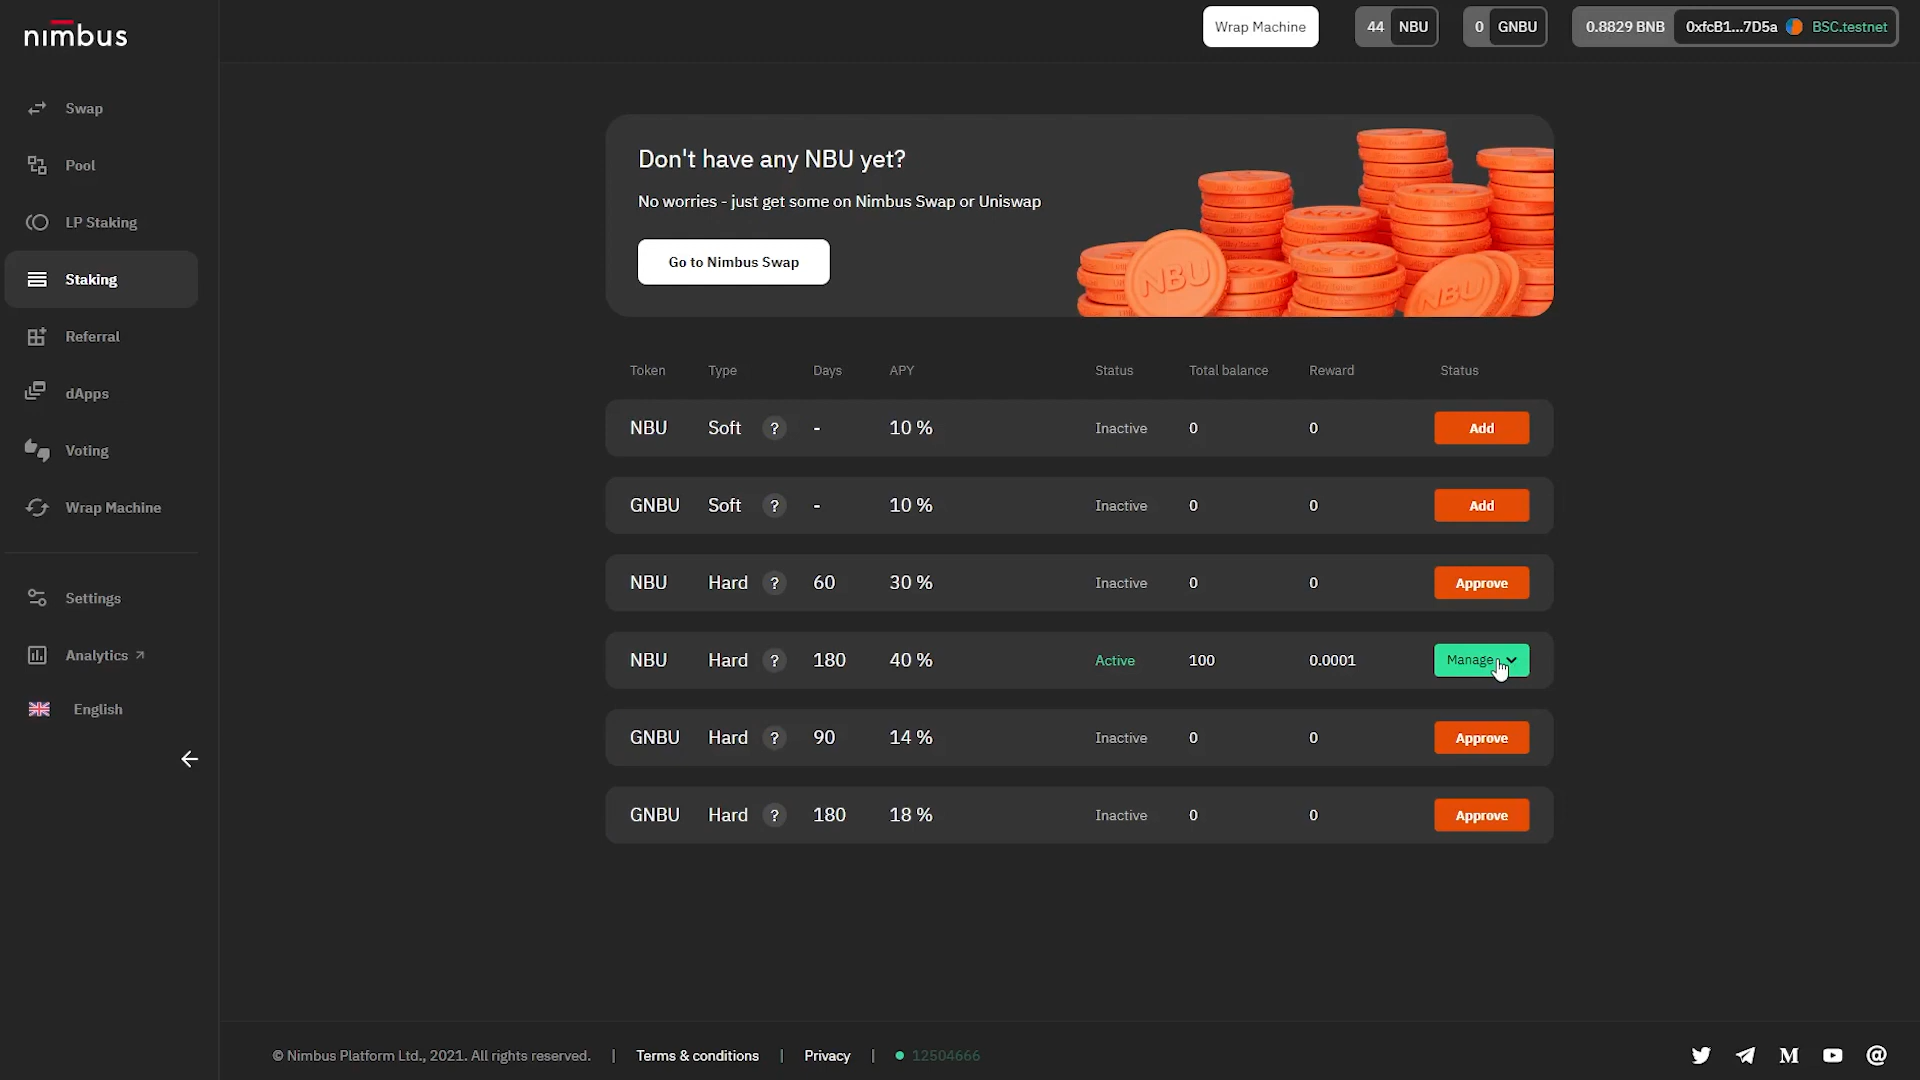 nimbus
Wrap Machine
44 NBU
0 GNBU
0.8829 BNB 0xfcB1...7D5a BSC.testnet
Swap
Pool
LP Staking
Staking
Referral
dApps
Voting
Wrap Machine
Settings
Analytics
English
Don't have any NBU yet?
No worries - just get some on Nimbus Swap or Uniswap
Go to Nimbus Swap
NBU
NBU
Token Type Days APY Status Total balance Reward Status
NBU Soft ? - 10 % Inactive 0 0 Add
GNBU Soft ? - 10 % Inactive 0 0 Add
NBU Hard ? 60 30 % Inactive 0 0 Approve
NBU Hard ? 180 40 % Active 100 0.0001 Manage
GNBU Hard ? 90 14 % Inactive 0 0 Approve
GNBU Hard ? 180 18 % Inactive 0 0 Approve
© Nimbus Platform Ltd., 2021. All rights reserved. | Terms & conditions | Privacy | 12504666